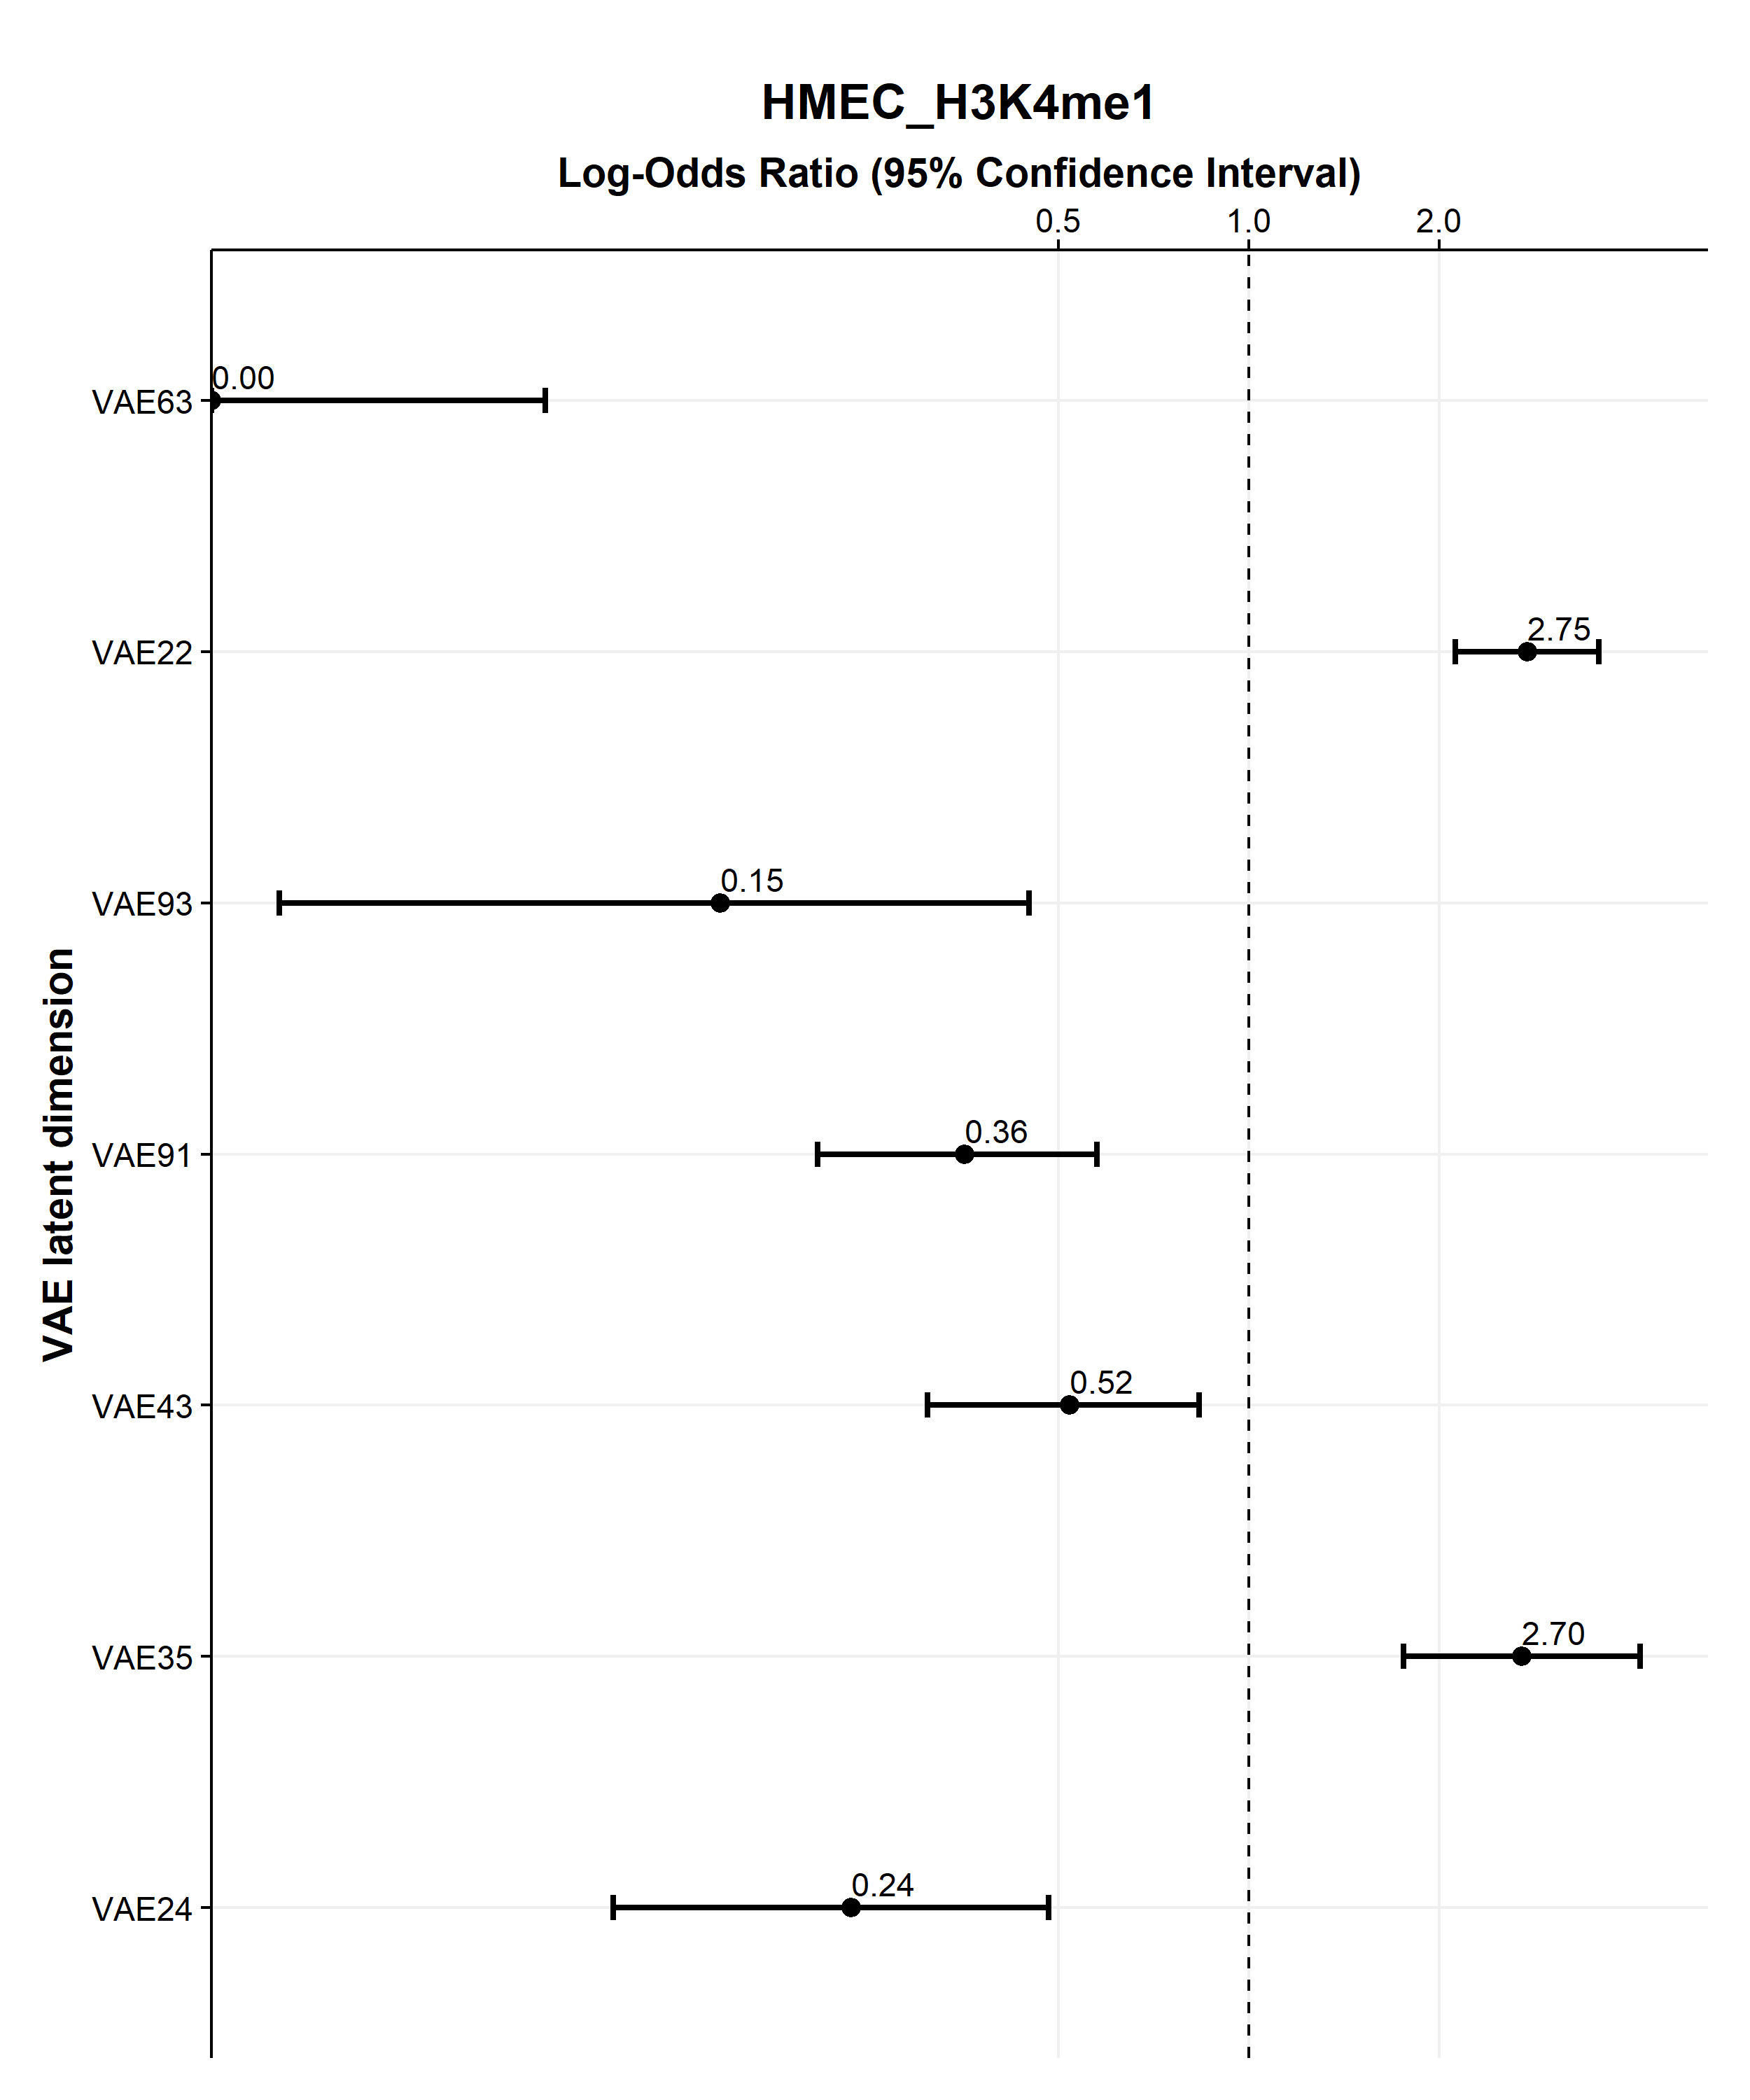 HMEC_H3K4me1
Log-Odds Ratio (95% Confidence Interval)
0.5 1.0 2.0
VAE latent dimension
VAE63 0.00
VAE22 2.75
VAE93 0.15
VAE91 0.36
VAE43 0.52
VAE35 2.70
VAE24 0.24